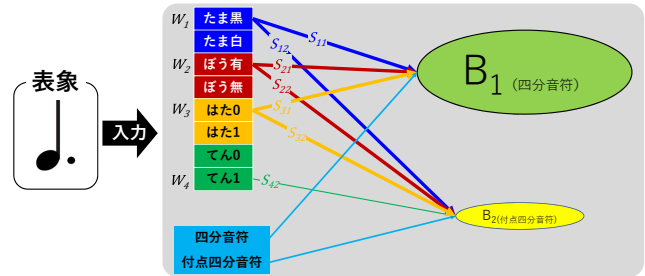 表象
入力
W1
たま黒
たま白
W2
ぼう有
ぼう無
W3
はた0
はた1
てん0
W4
てん1
S11
S12
S21
S22
S31
S32
S42
B1（四分音符）
B2(付点四分音符)
四分音符
付点四分音符